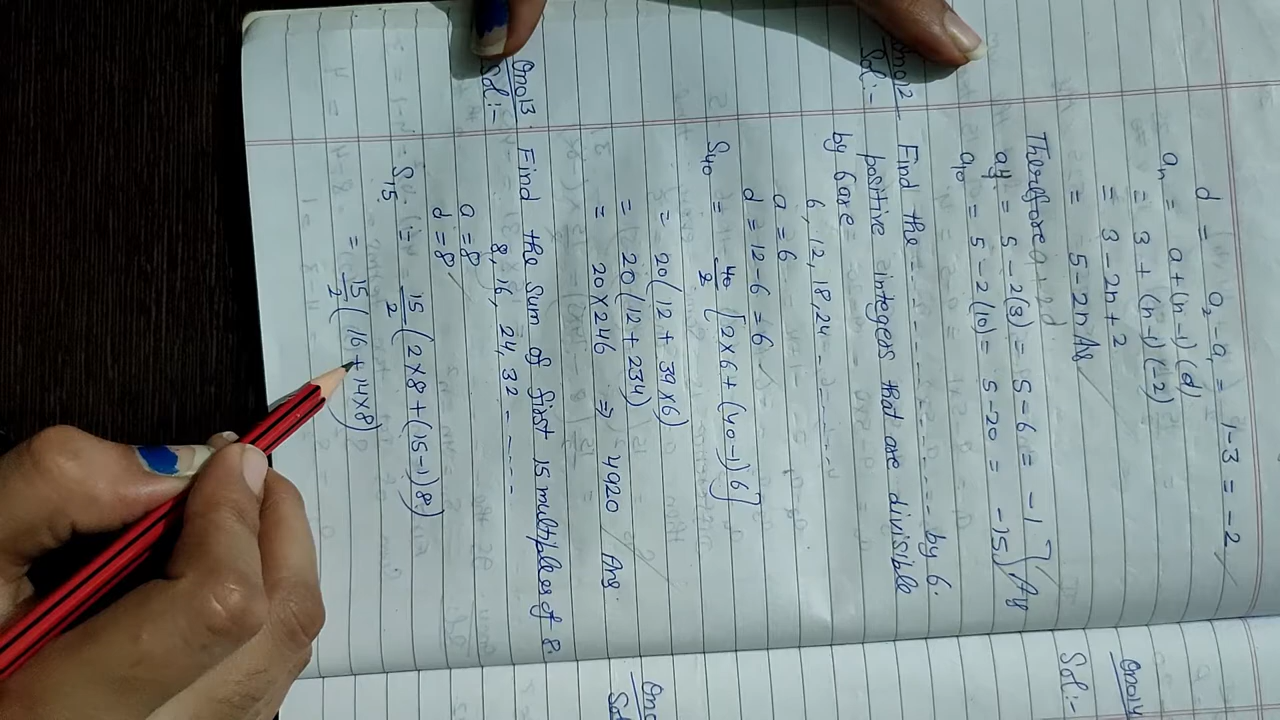 d = a₂ - a₁ = 1-3 = -2
aₙ = a+(n-1)(d)
= 3 + (n-1)(-2)
= 3 - 2n + 2
= 5 - 2n Ans
Therefore
= 5 - 2(3) = 5 - 6 = -1
a₁₀ = 5 - 2(10) = 5 - 20 = -15 Ans
Qno12 Find the ---- by 6.
Sol:- positive integers that are divisible
by 6 are
6, 12, 18, 24 ----
a = 6
d = 12 - 6 = 6
S₄₀ = 40/2 [2×6 + (40-1)6]
= 20(12 + 39×6)
= 20(12 + 234)
= 20×246 ⇒ 4920 Ans.
Qno13. Find the sum of first 15 multiples of 8.
Sol:-
8, 16, 24, 32 - - - - -
a = 8
d = 8
S₁₅ = 15/2 (2×8+(15-1)8)
= 15/2 (16 + 14×8)
Qno14
Sol:-